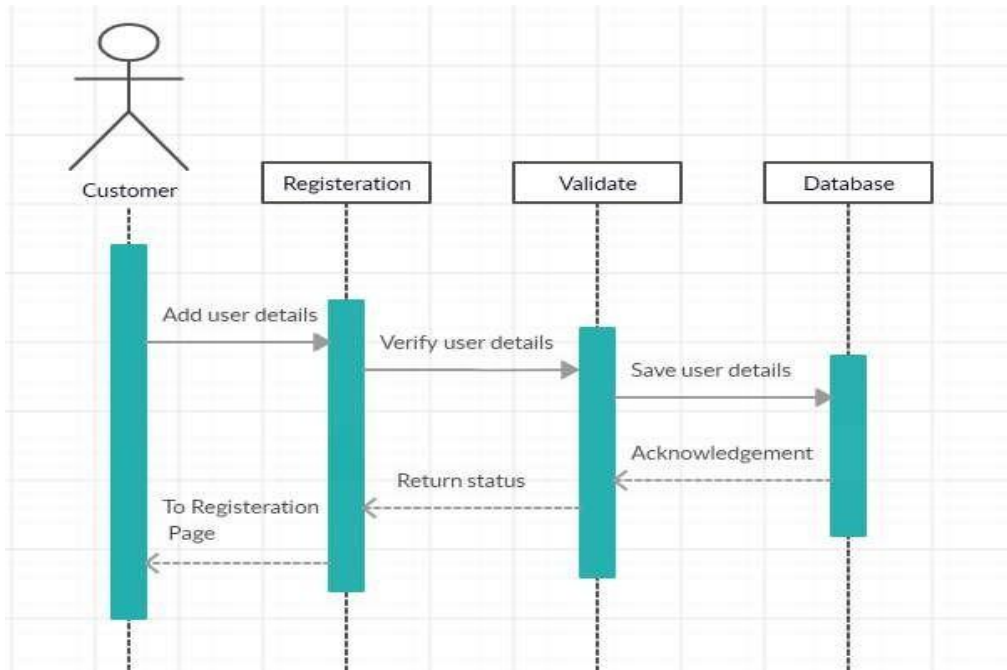 Customer
Registeration
Validate
Database
Add user details
Verify user details
Save user details
Acknowledgement
Return status
To Registeration
Page